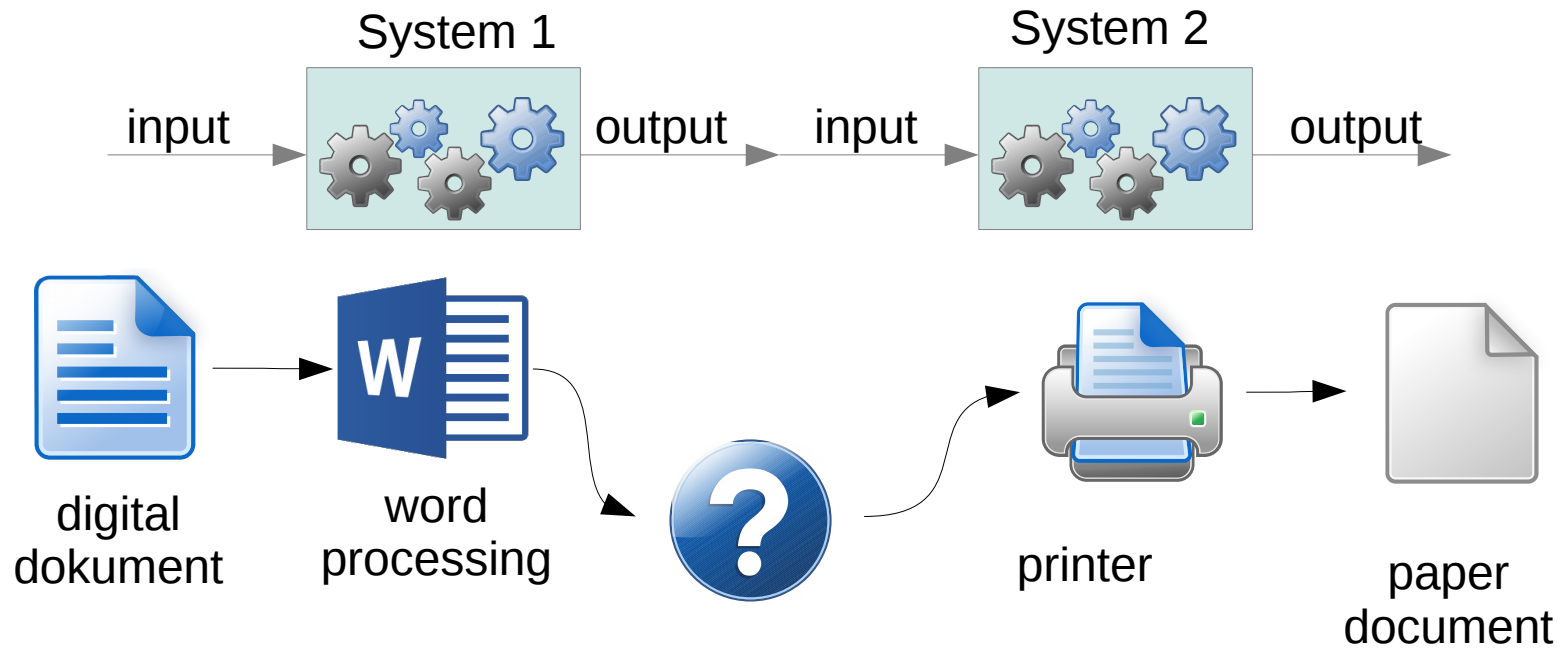 System 1
System 2
input
output
input
output
W
?
digital
dokument
word
processing
printer
paper
document